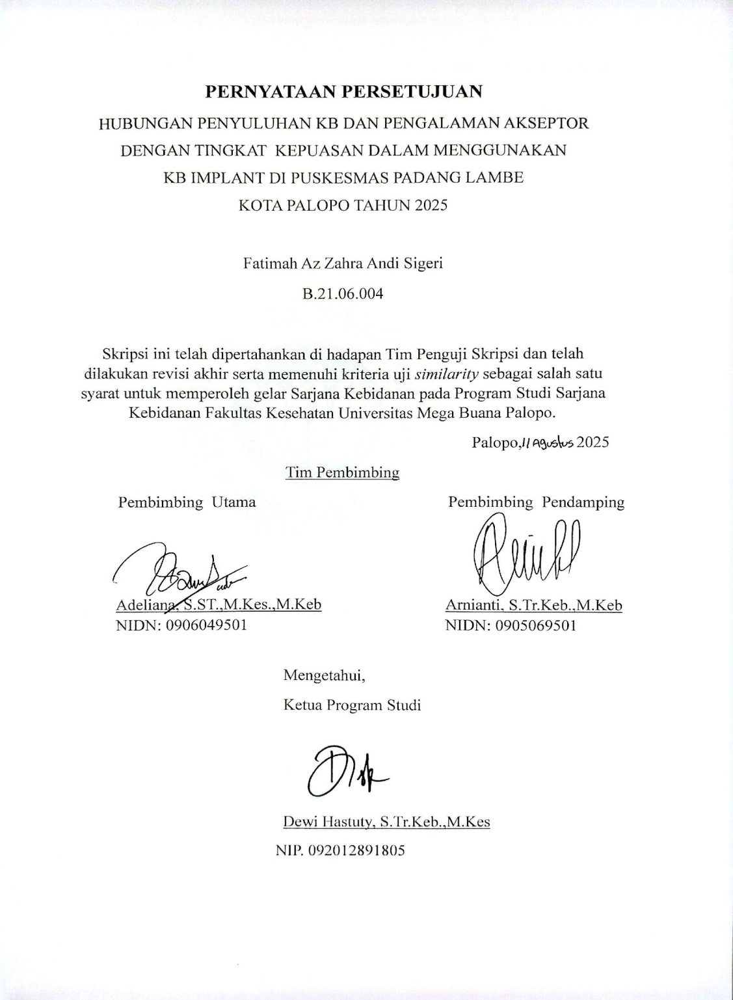 PERNYATAAN PERSETUJUAN
HUBUNGAN PENYULUHAN KB DAN PENGALAMAN AKSEPTOR
DENGAN TINGKAT KEPUASAN DALAM MENGGUNAKAN
KB IMPLANT DI PUSKESMAS PADANG LAMBE
KOTA PALOPO TAHUN 2025
Fatimah Az Zahra Andi Sigeri
B.21.06.004
Skripsi ini telah dipertahankan di hadapan Tim Penguji Skripsi dan telah
dilakukan revisi akhir serta memenuhi kriteria uji similarity sebagai salah satu
syarat untuk memperoleh gelar Sarjana Kebidanan pada Program Studi Sarjana
Kebidanan Fakultas Kesehatan Universitas Mega Buana Palopo.
Palopo,11 Agustus 2025
Tim Pembimbing
Pembimbing Utama
Pembimbing Pendamping
Adeliana, S.ST.,M.Kes.,M.Keb
Arnianti, S.Tr.Keb.,M.Keb
NIDN: 0906049501
NIDN: 0905069501
Mengetahui,
Ketua Program Studi
Dewi Hastuty, S.Tr.Keb.,M.Kes
NIP. 092012891805